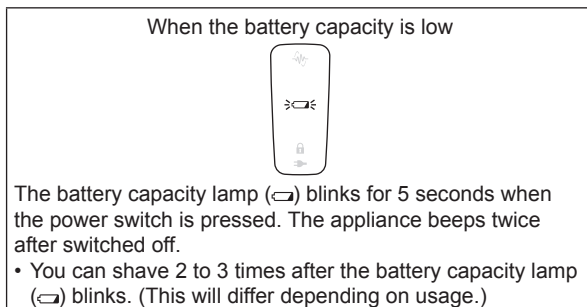 When the battery capacity is low
The battery capacity lamp () blinks for 5 seconds when
the power switch is pressed. The appliance beeps twice
after switched off.
• You can shave 2 to 3 times after the battery capacity lamp
() blinks. (This will differ depending on usage.)